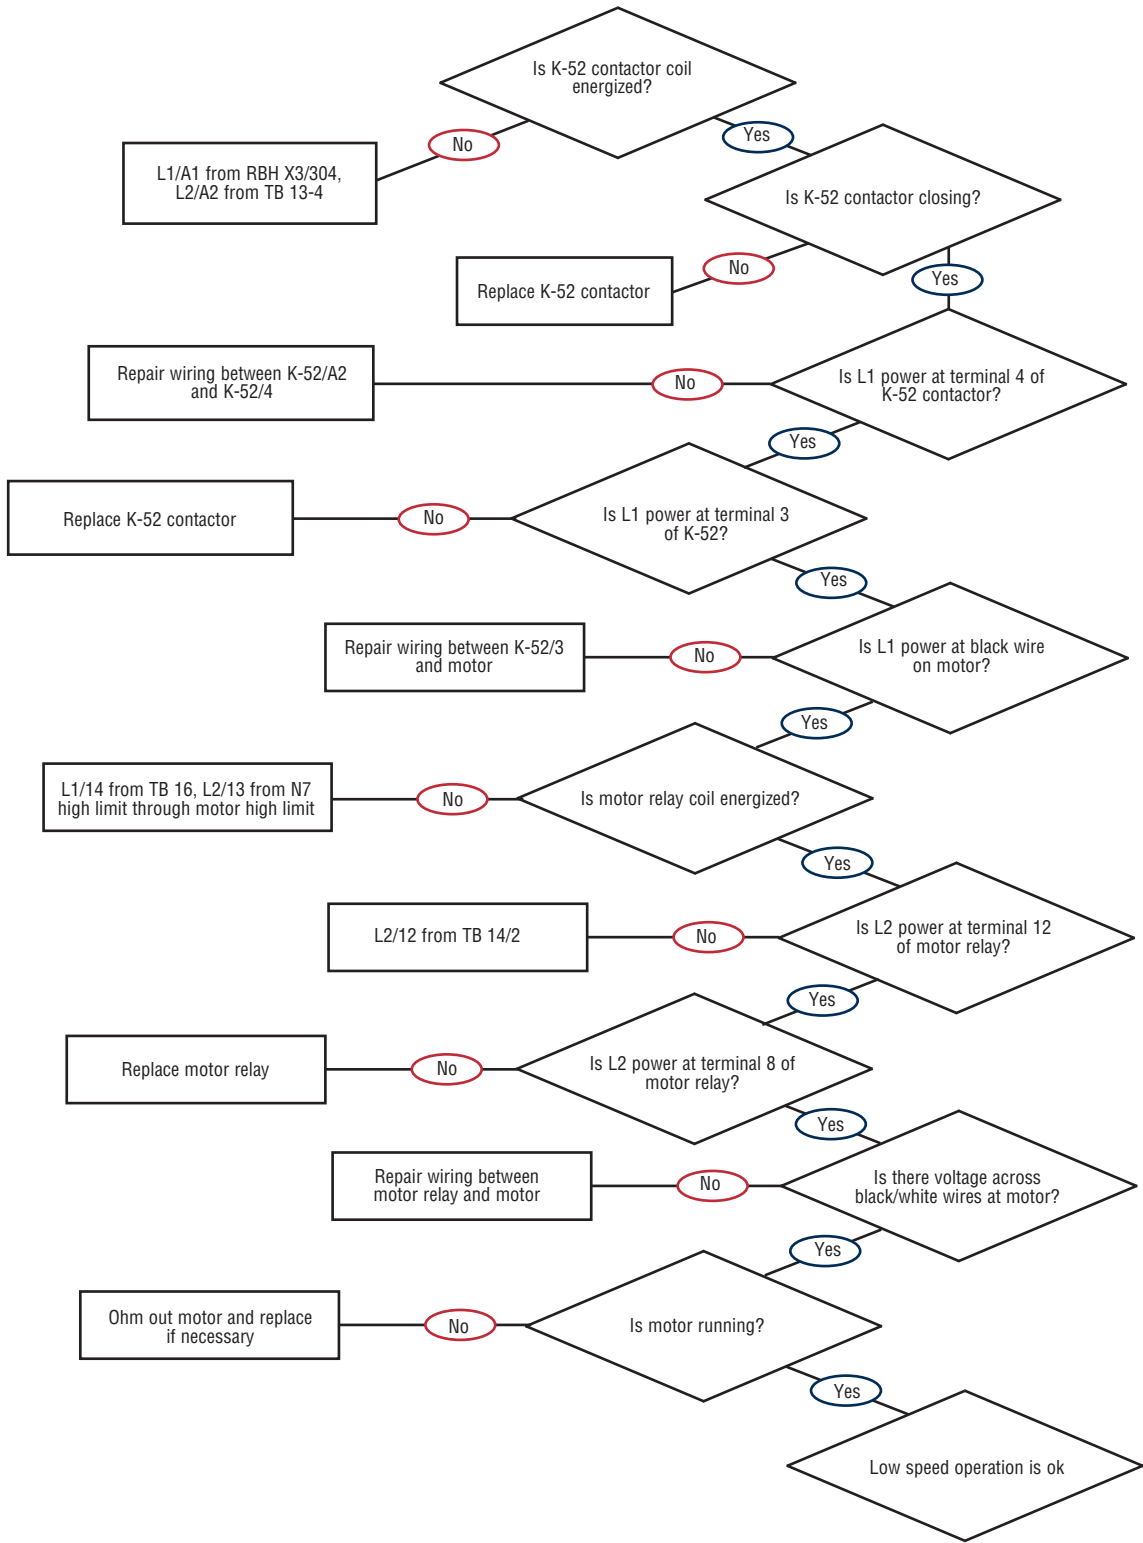 Is K-52 contactor coil
energized?
No
Yes
L1/A1 from RBH X3/304,
L2/A2 from TB 13-4
Is K-52 contactor closing?
No
Yes
Replace K-52 contactor
Repair wiring between K-52/A2
and K-52/4
No
Is L1 power at terminal 4 of
K-52 contactor?
Yes
Replace K-52 contactor
No
Is L1 power at terminal 3
of K-52?
Yes
Repair wiring between K-52/3
and motor
No
Is L1 power at black wire
on motor?
Yes
L1/14 from TB 16, L2/13 from N7
high limit through motor high limit
No
Is motor relay coil energized?
Yes
L2/12 from TB 14/2
No
Is L2 power at terminal 12
of motor relay?
Yes
Replace motor relay
No
Is L2 power at terminal 8 of
motor relay?
Yes
Repair wiring between
motor relay and motor
No
Is there voltage across
black/white wires at motor?
Yes
Ohm out motor and replace
if necessary
No
Is motor running?
Yes
Low speed operation is ok